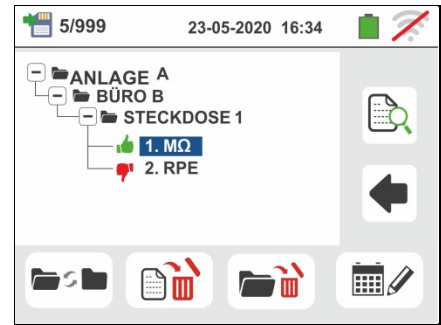 5/999 23-05-2020 16:34
ANLAGE A
BÜRO B
STECKDOSE 1
1. MΩ
2. RPE